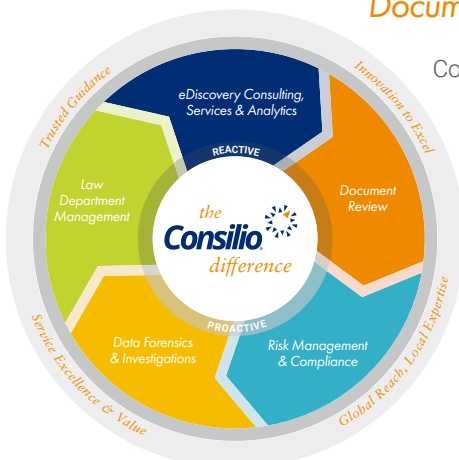 Docum
Co
Trusted Guidance
Innovation to Excel
eDiscovery Consulting,
Services & Analytics
REACTIVE
Law
Department
Management
Document
Review
the
Consilio
difference
PROACTIVE
Data Forensics
& Investigations
Risk Management
& Compliance
Service Excellence & Value
Global Reach, Local Expertise